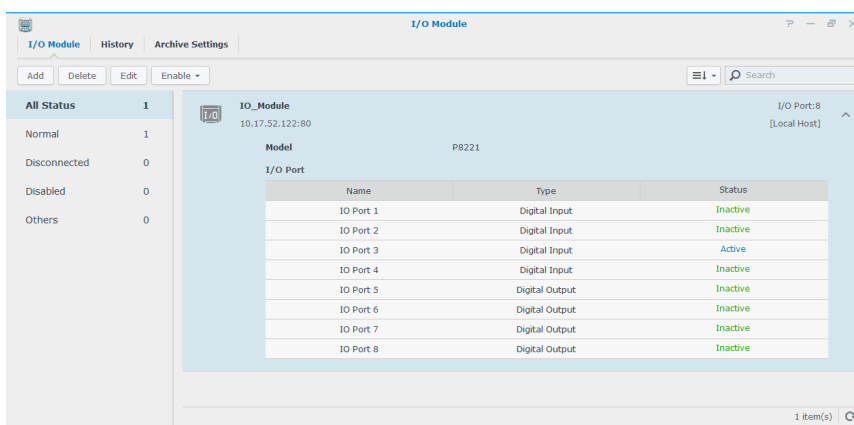 I/O Module
I/O Module History Archive Settings
Add Delete Edit Enable Search
All Status 1
Normal 1
Disconnected 0
Disabled 0
Others 0
I/O
IO_Module I/O Port:8
10.17.52.122:80 [Local Host]
Model P8221
I/O Port
Name Type Status
IO Port 1 Digital Input Inactive
IO Port 2 Digital Input Inactive
IO Port 3 Digital Input Active
IO Port 4 Digital Input Inactive
IO Port 5 Digital Output Inactive
IO Port 6 Digital Output Inactive
IO Port 7 Digital Output Inactive
IO Port 8 Digital Output Inactive
1 item(s)